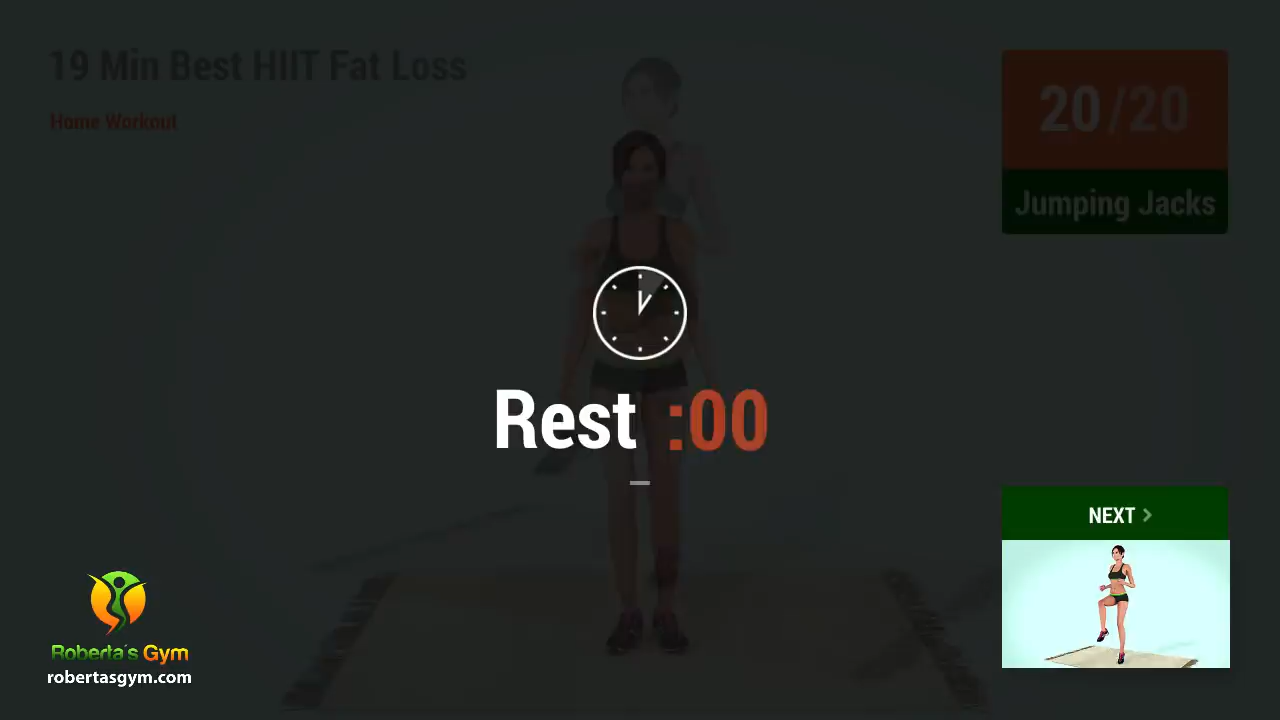 19 Min Best HIIT Fat Loss
Home Workout
20/20
Jumping Jacks
Rest :00
NEXT >
Roberta's Gym
robertasgym.com